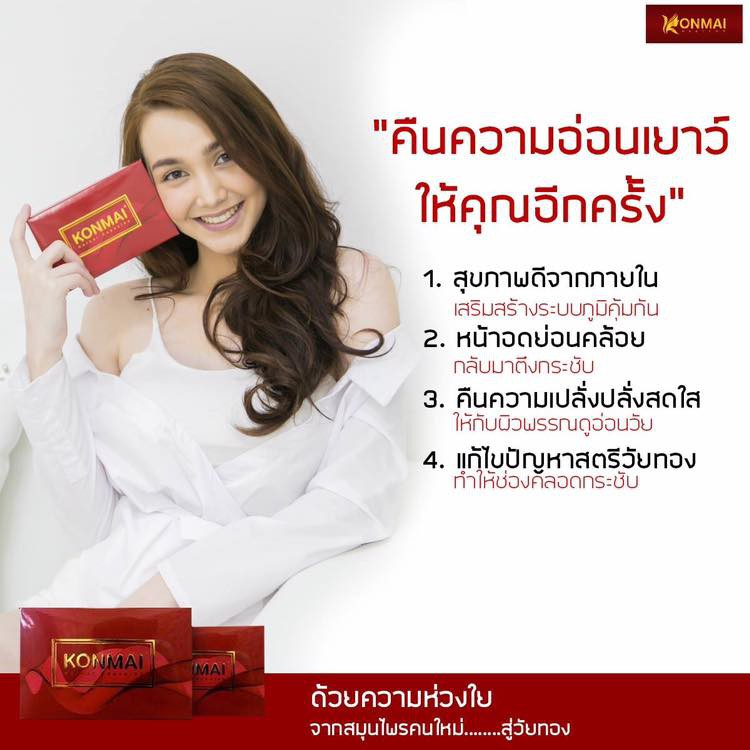 KONMAI
"คืนความอ่อนเยาว์
ให้คุณอีกครั้ง"
KONMAI
1. สุขภาพดีจากภายใน
เสริมสร้างระบบภูมิคุ้มกัน
2. หน้าอดย่อนคล้อย
กลับมาตึงกระชับ
3. คืนความเปลั่งปลั่งสดใส
ให้กับผิวพรรณดูอ่อนวัย
4. แก้ไขปัญหาสตรีวัยทอง
ทำให้ช่องคลอดกระชับ
KONMAI
KONMAI
ด้วยความห่วงใย
จากสมุนไพรคนใหม่........สู่วัยทอง